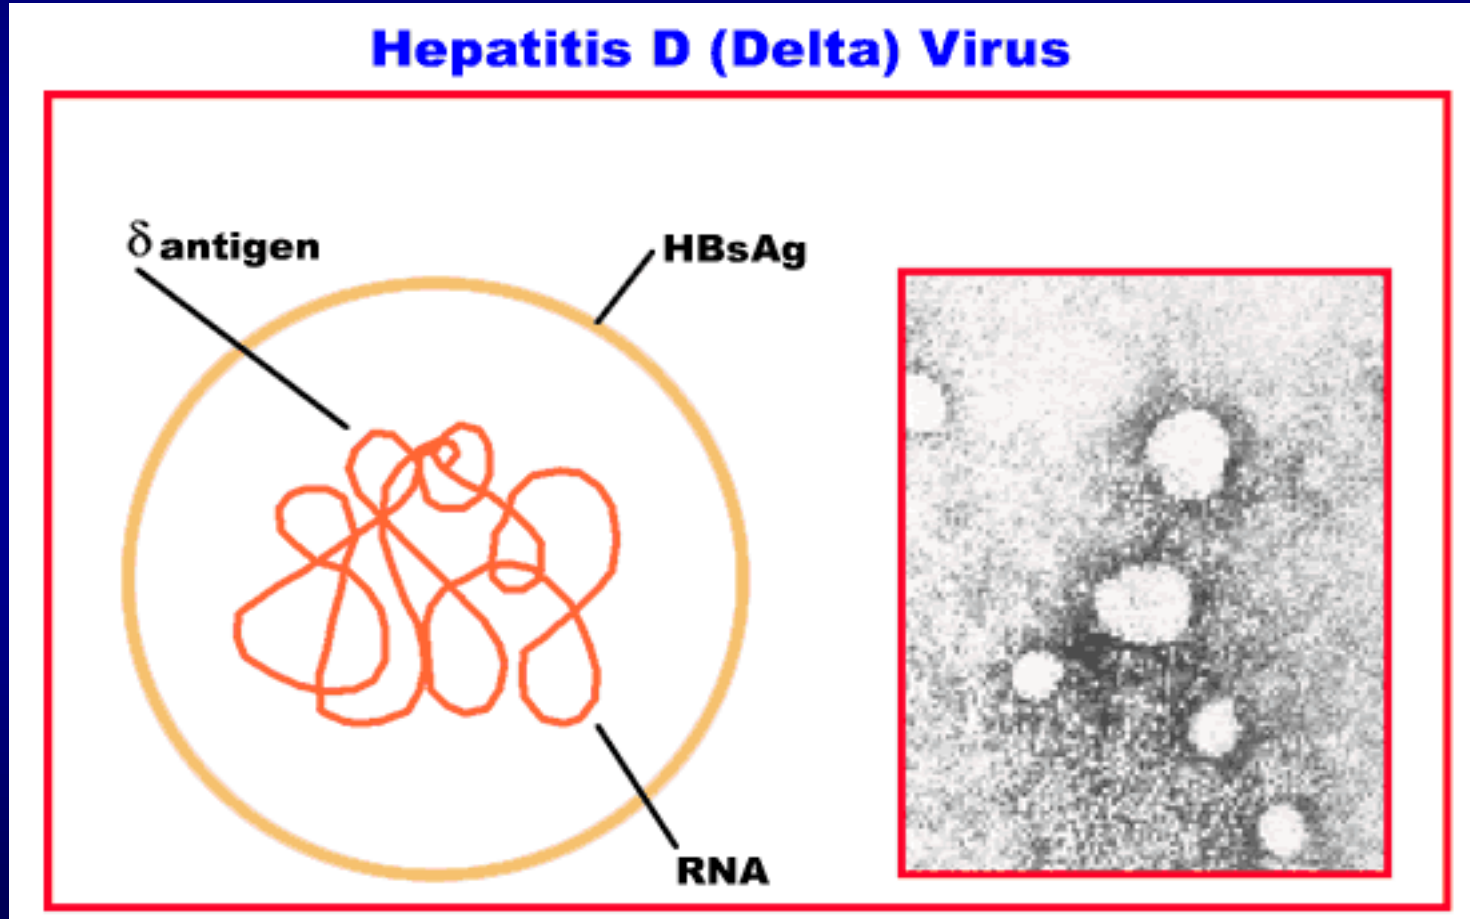 Hepatitis D (Delta) Virus
δ antigen
HBsAg
RNA